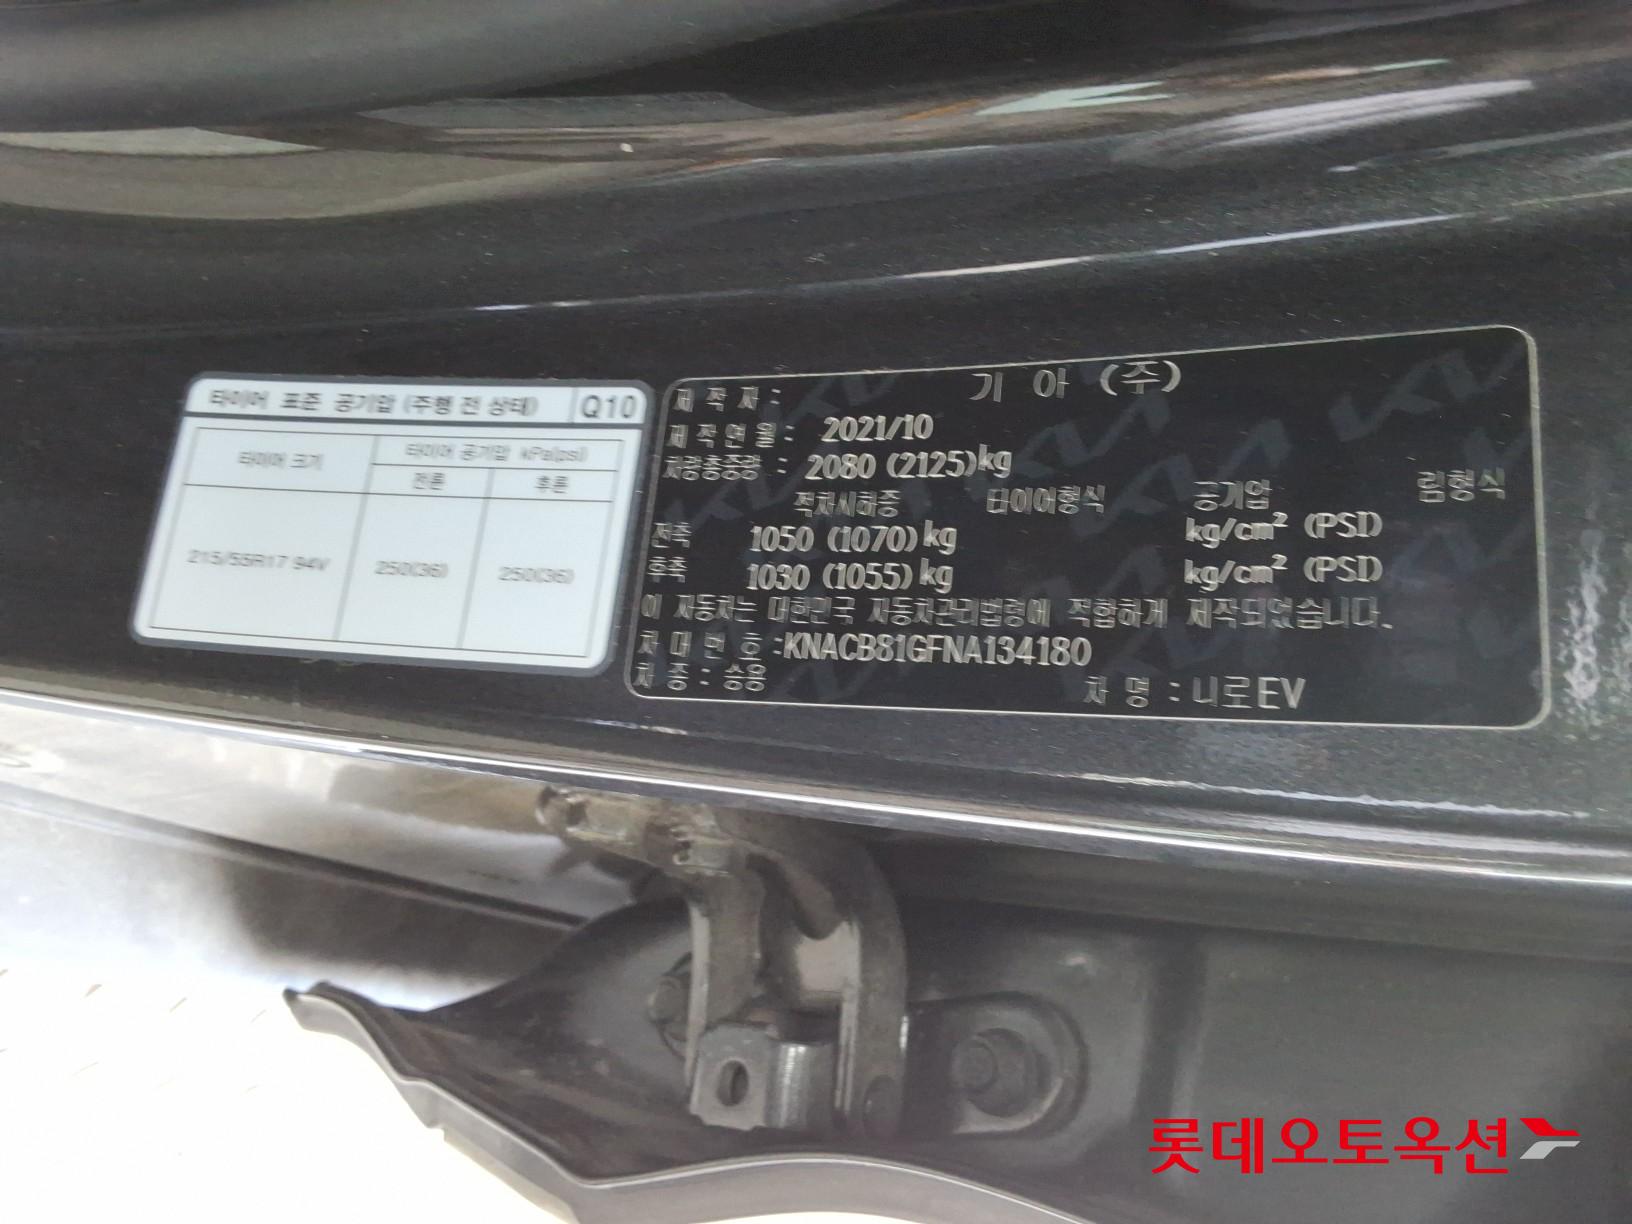 타이어 표준 공기압 (주행 전 상태) Q10
타이어 크기
타이어 공기압 kPa(psi)
전륜 후륜
215/55R17 94V 250(36) 250(36)
제작자 : 기 아 (주)
제작연월 : 2021/10
차량총중량 : 2080 (2125)kg
적차시하중 타이어형식 공기압 림형식
전축 1050 (1070)kg kg/cm² (PSI)
후축 1030 (1055)kg kg/cm² (PSI)
이 자동차는 대한민국 자동차관리법령에 적합하게 제작되었습니다.
차대번호 :KNACB81GFNA134180
차종 : 승용 차 명 : 니로EV
롯데오토옥션